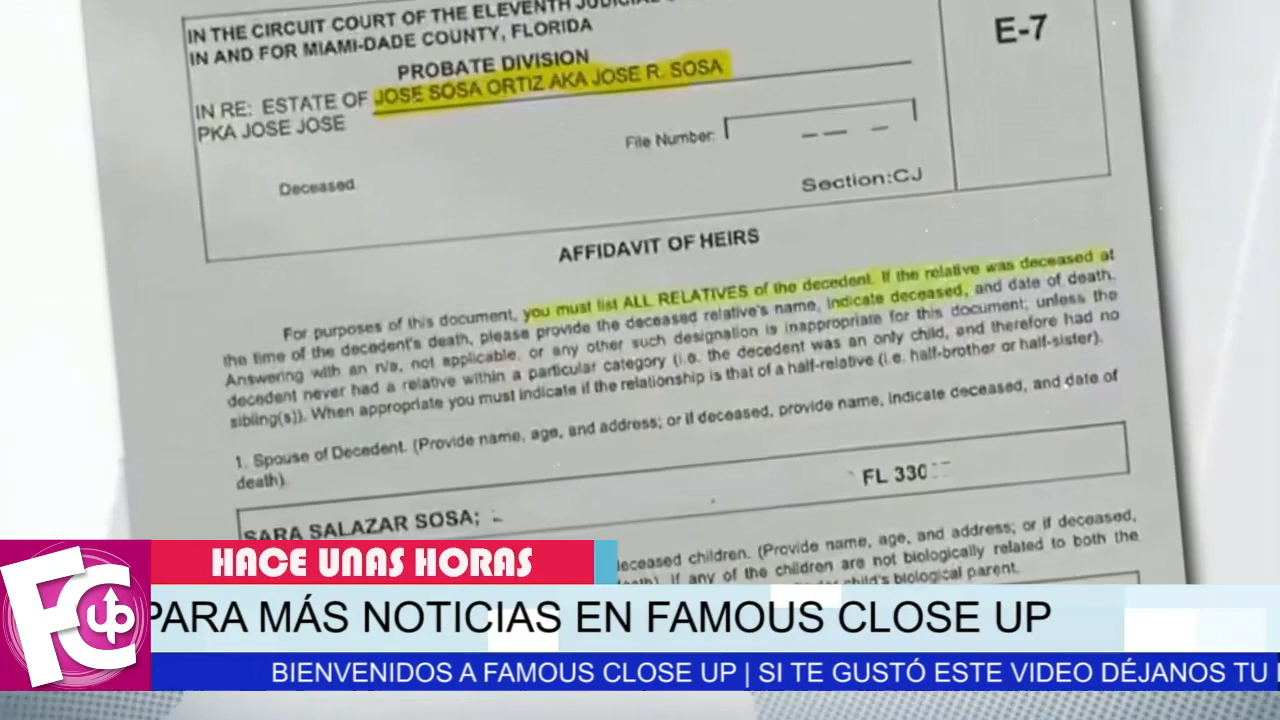 IN THE CIRCUIT COURT OF THE ELEVENTH JUDICIAL
IN AND FOR MIAMI-DADE COUNTY, FLORIDA
PROBATE DIVISION
IN RE: ESTATE OF JOSE SOSA ORTIZ AKA JOSE R. SOSA
PKA JOSE JOSE
File Number:
Deceased
Section:CJ
E-7
AFFIDAVIT OF HEIRS
For purposes of this document, you must list ALL RELATIVES of the decedent. If the relative was deceased at
the time of the decedent's death, please provide the deceased relative's name, indicate deceased, and date of death.
Answering with an n/a, not applicable, or any other such designation is inappropriate for this document; unless the
decedent never had a relative within a particular category (i.e. the decedent was an only child, and therefore had no
sibling(s)). When appropriate you must indicate if the relationship is that of a half-relative (i.e. half-brother or half-sister).
1. Spouse of Decedent. (Provide name, age, and address; or if deceased, provide name, indicate deceased, and date of
death).
SARA SALAZAR SOSA; FL 330
deceased children. (Provide name, age, and address; or if deceased,
If any of the children are not biologically related to both the
child's biological parent.
FC UP
HACE UNAS HORAS
PARA MÁS NOTICIAS EN FAMOUS CLOSE UP
BIENVENIDOS A FAMOUS CLOSE UP | SI TE GUSTÓ ESTE VIDEO DÉJANOS TU